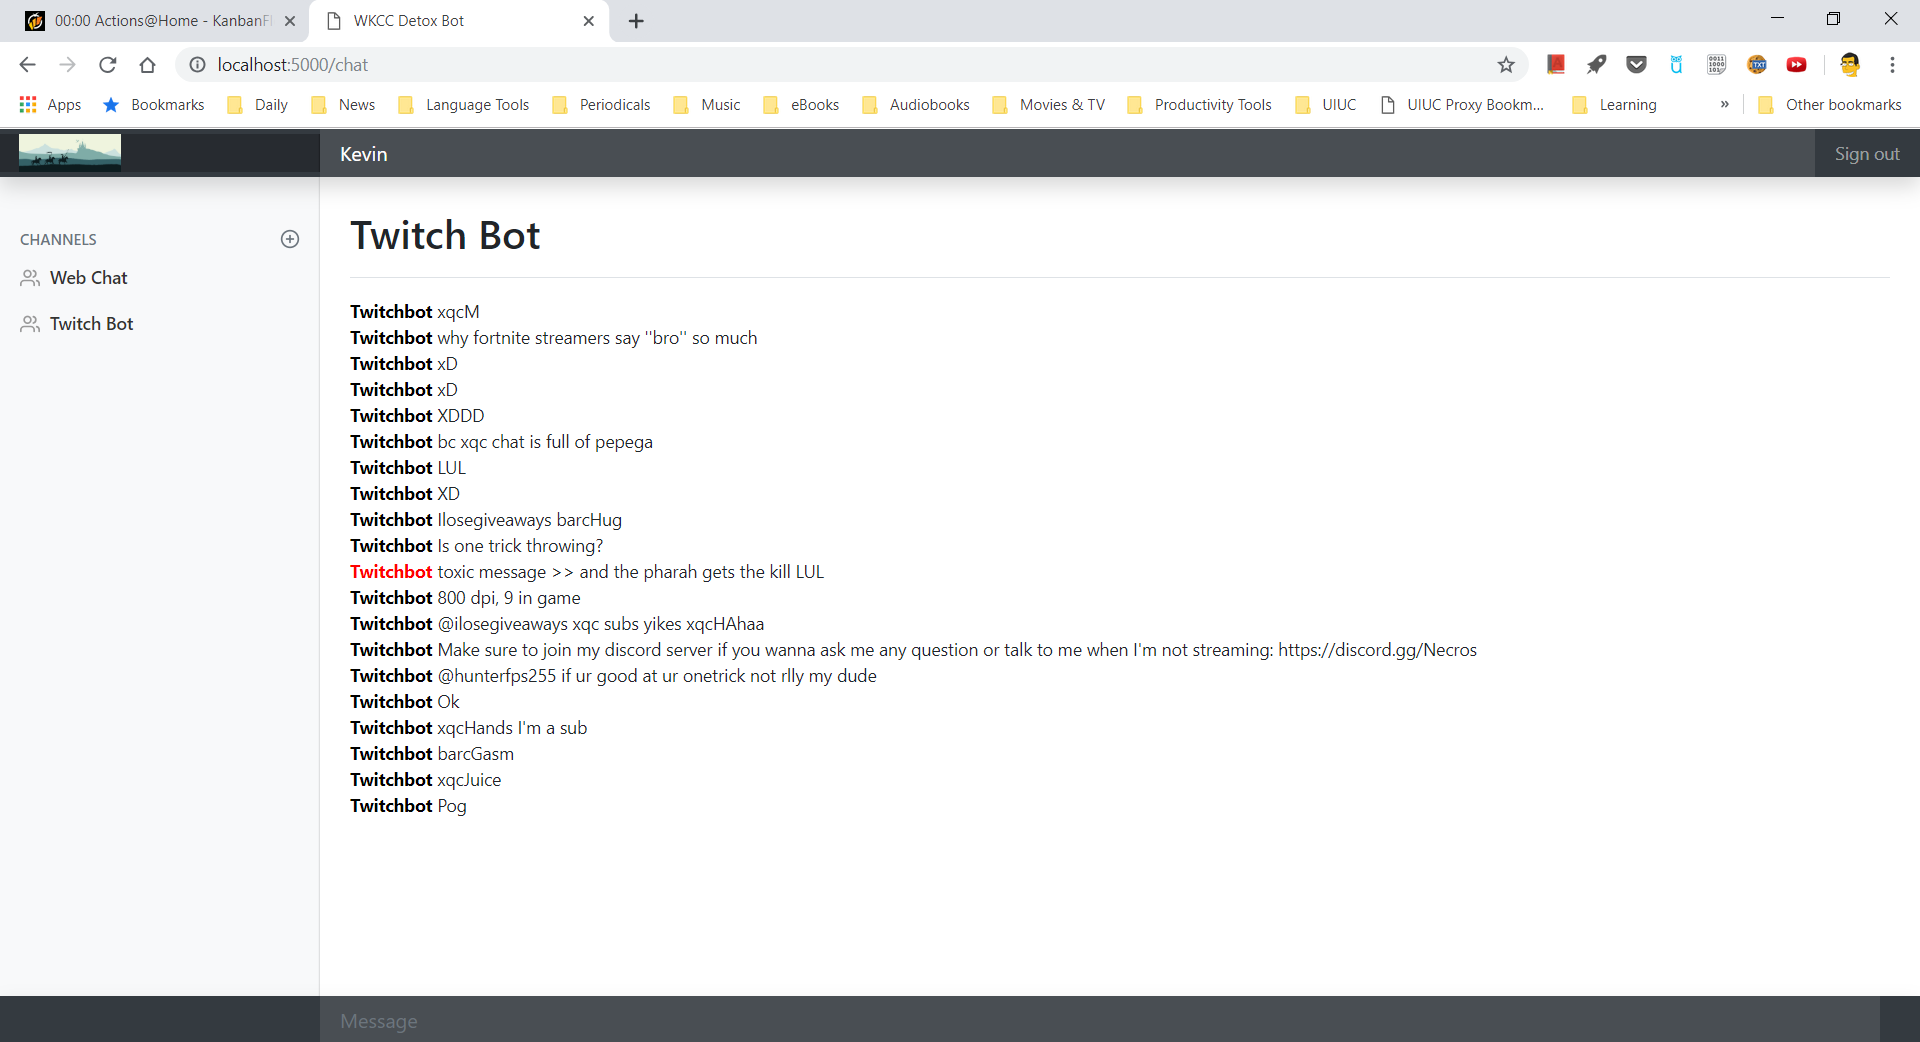 00:00 Actions@Home - KanbanFl
WKCC Detox Bot
localhost:5000/chat
Apps Bookmarks Daily News Language Tools Periodicals Music eBooks Audiobooks Movies & TV Productivity Tools UIUC UIUC Proxy Bookm... Learning » Other bookmarks
Kevin
Sign out
CHANNELS
Web Chat
Twitch Bot
Twitch Bot
Twitchbot xqcM
Twitchbot why fortnite streamers say ''bro'' so much
Twitchbot xD
Twitchbot xD
Twitchbot XDDD
Twitchbot bc xqc chat is full of pepega
Twitchbot LUL
Twitchbot XD
Twitchbot Ilosegiveaways barcHug
Twitchbot Is one trick throwing?
Twitchbot toxic message >> and the pharah gets the kill LUL
Twitchbot 800 dpi, 9 in game
Twitchbot @ilosegiveaways xqc subs yikes xqcHAhaa
Twitchbot Make sure to join my discord server if you wanna ask me any question or talk to me when I'm not streaming: https://discord.gg/Necros
Twitchbot @hunterfps255 if ur good at ur onetrick not rlly my dude
Twitchbot Ok
Twitchbot xqcHands I'm a sub
Twitchbot barcGasm
Twitchbot xqcJuice
Twitchbot Pog
Message